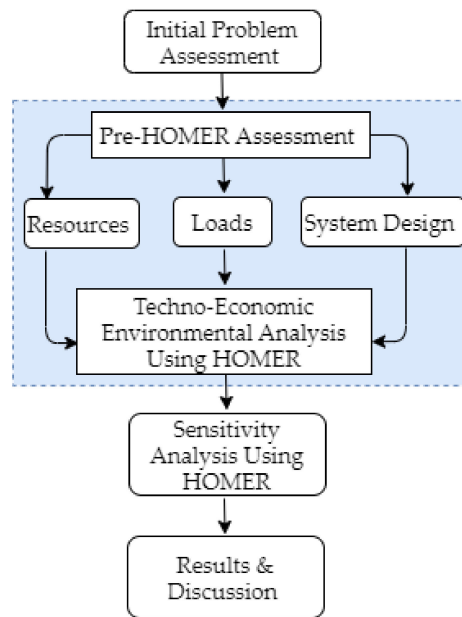 Initial Problem
Assessment
Pre-HOMER Assessment
Resources
Loads
System Design
Techno-Economic
Environmental Analysis
Using HOMER
Sensitivity
Analysis Using
HOMER
Results &
Discussion